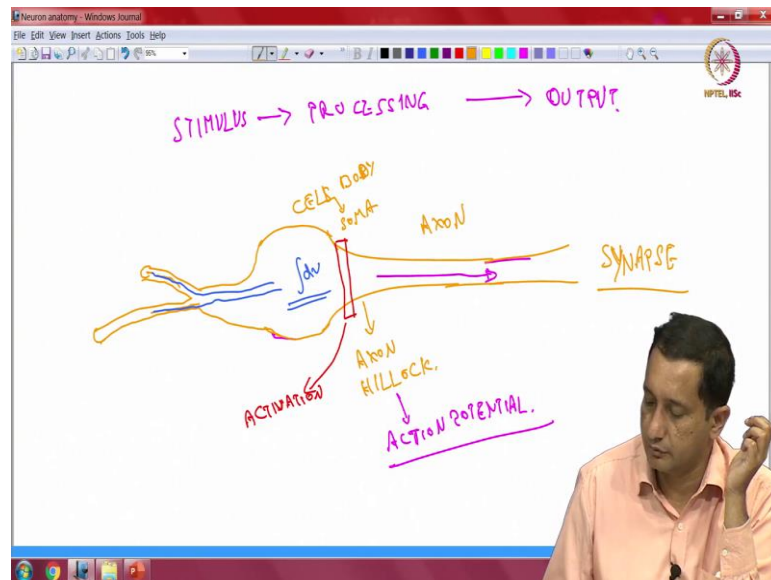 Neuron anatomy - Windows Journal
File Edit View Insert Actions Tools Help
95%
B I
NPTEL, IISc
STIMULUS → PROCESSING → OUTPUT.
CELL BODY
SOMA
AXON
SYNAPSE
∫dv
AXON
HILLOCK.
ACTIVATION
ACTION POTENTIAL.